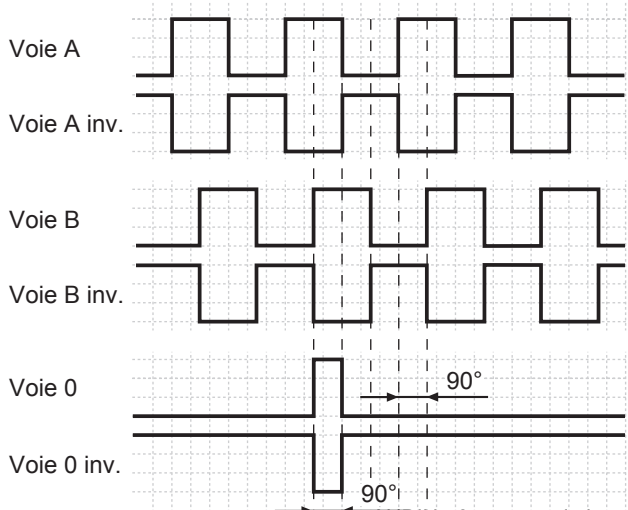 Voie A
Voie A inv.
Voie B
Voie B inv.
Voie 0
90°
Voie 0 inv.
90°